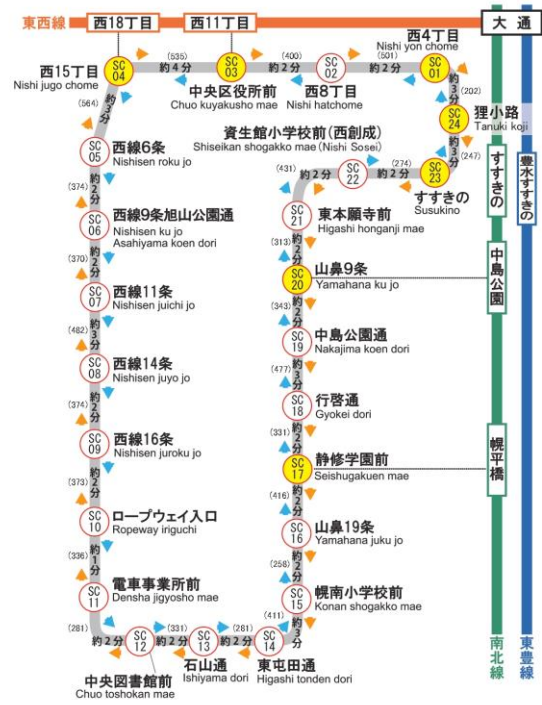 東西線
西18丁目
西11丁目
大通
西15丁目
Nishi jugo chome
SC
04
(535)
約4分
SC
03
中央区役所前
Chuo kuyakusho mae
(400)
約2分
SC
02
西8丁目
Nishi hatchome
(501)
約2分
西4丁目
Nishi yon chome
SC
01
(202)
約3分
SC
24
狸小路
Tanuki koji
(247)
約3分
すすきの
Susukino
SC
23
(274)
約2分
資生館小学校前(西創成)
Shiseikan shogakko mae (Nishi Sosei)
SC
22
(431)
約2分
SC
21
東本願寺前
Higashi honganji mae
(313)
約2分
SC
20
山鼻9条
Yamahana ku jo
(343)
約2分
SC
19
中島公園通
Nakajima koen dori
(477)
約3分
SC
18
行啓通
Gyokei dori
(331)
約2分
SC
17
静修学園前
Seishugakuen mae
(416)
約2分
SC
16
山鼻19条
Yamahana juku jo
(258)
約2分
SC
15
幌南小学校前
Konan shogakko mae
(411)
約3分
SC
14
東屯田通
Higashi tonden dori
(261)
約2分
SC
13
石山通
Ishiyama dori
(331)
約2分
SC
12
中央図書館前
Chuo toshokan mae
(281)
約2分
SC
11
電車事業所前
Densha jigyosho mae
(336)
約1分
SC
10
ロープウェイ入口
Ropeway iriguchi
(373)
約2分
SC
09
西線16条
Nishisen juroku jo
(374)
約2分
SC
08
西線14条
Nishisen juyo jo
(482)
約3分
SC
07
西線11条
Nishisen juichi jo
(370)
約2分
SC
06
西線9条旭山公園通
Nishisen ku jo
Asahiyama koen dori
(374)
約2分
SC
05
西線6条
Nishisen roku jo
(564)
約3分
すすきの
豊水すすきの
中島公園
幌平橋
南北線
東豊線